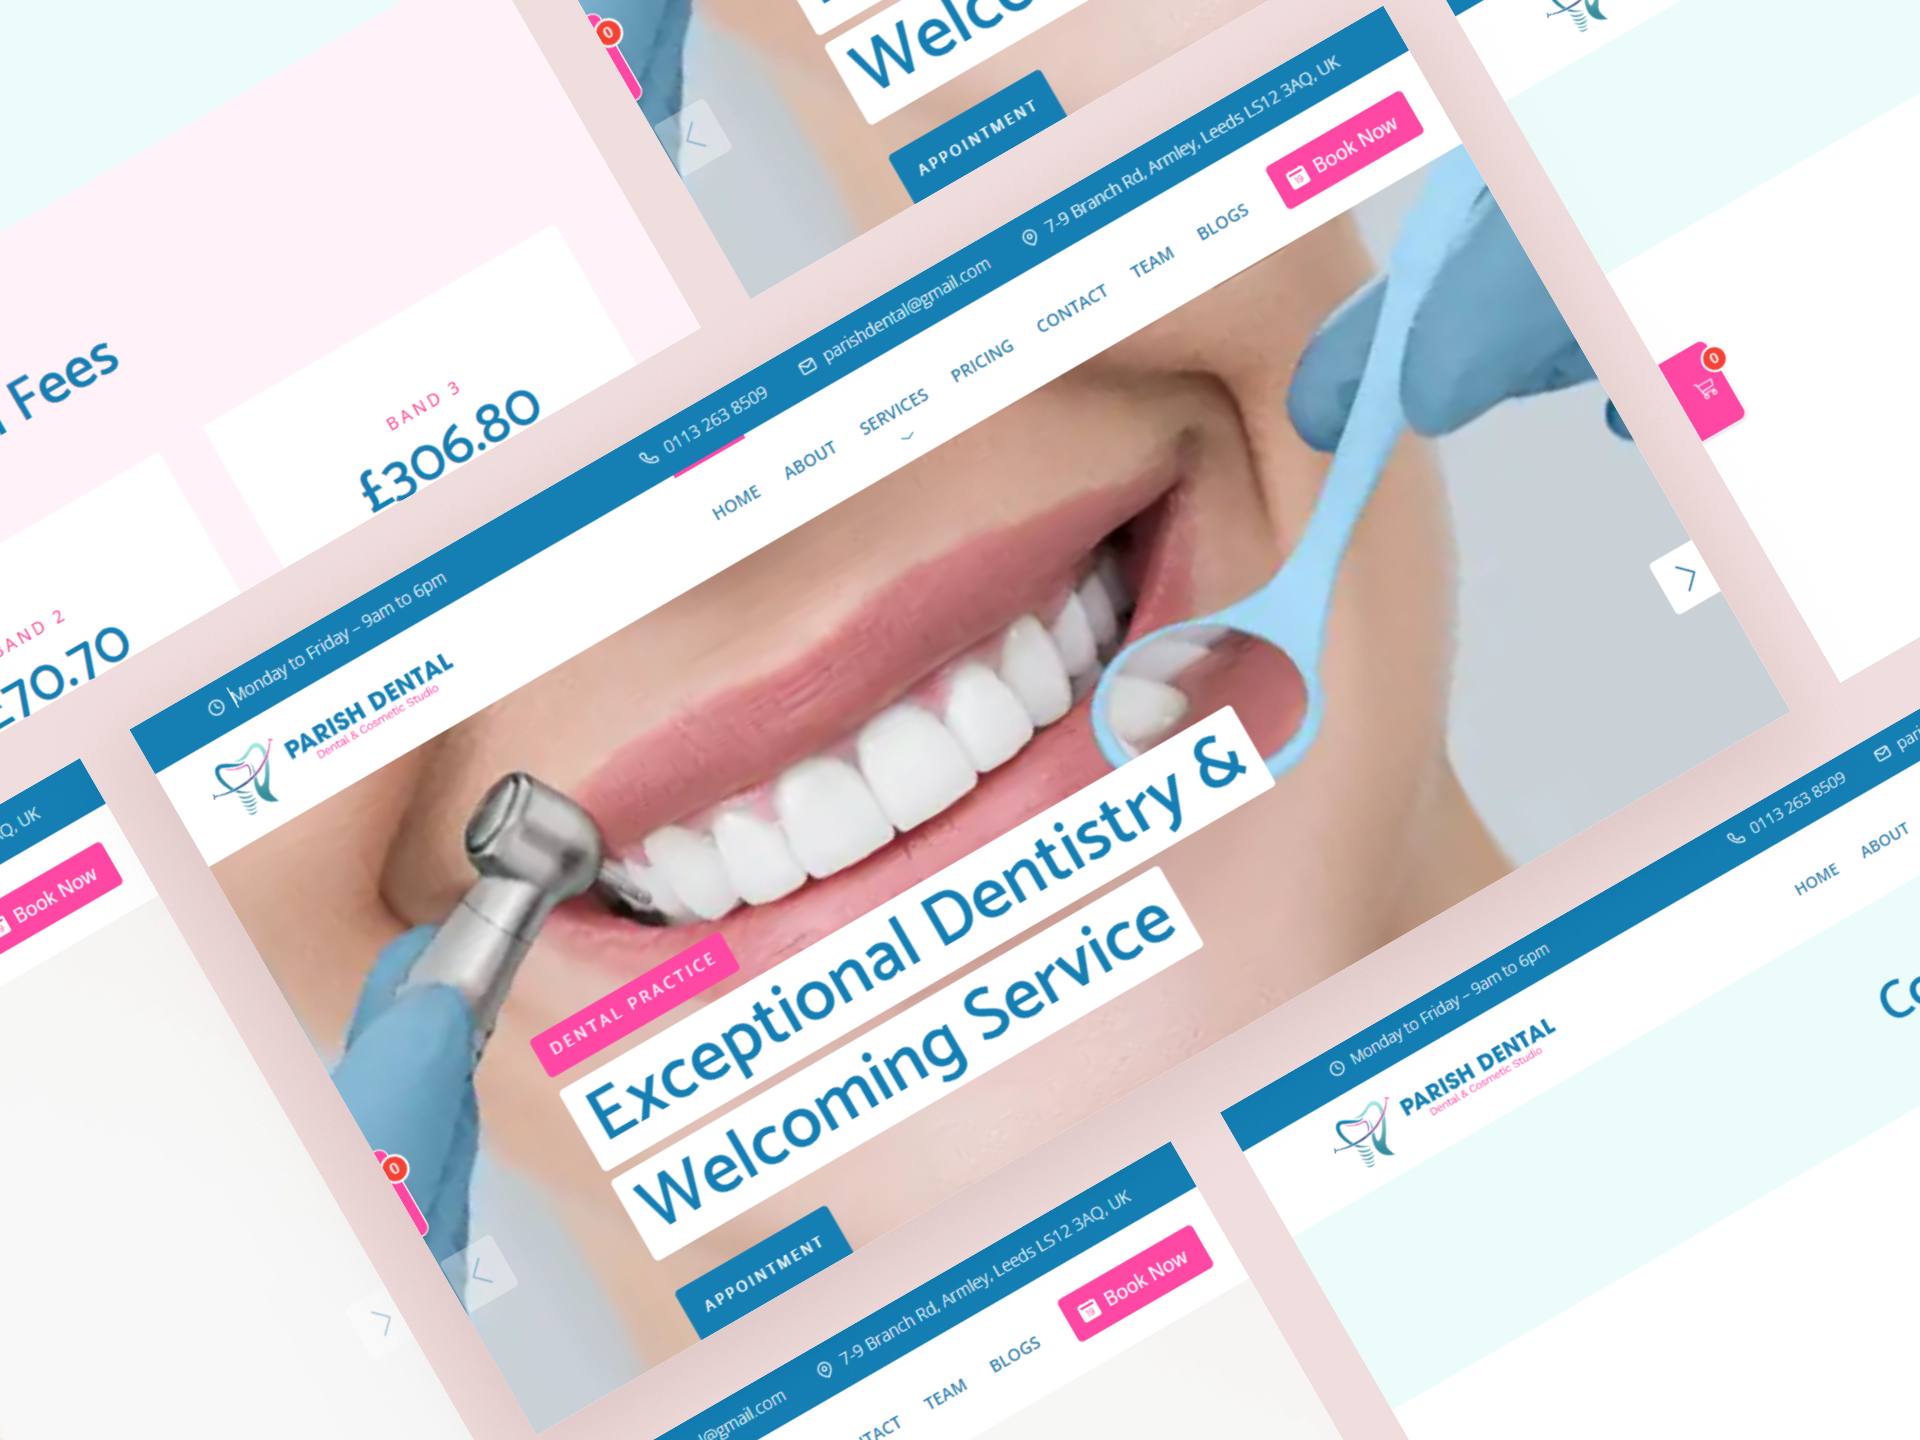 0
Welco
APPOINTMENT
Fees
BAND 3
£306.80
BAND 2
£70.70
Monday to Friday – 9am to 6pm
0113 263 8509
parishdental@gmail.com
7-9 Branch Rd, Armley, Leeds LS12 3AQ, UK
PARISH DENTAL
Dental & Cosmetic Studio
HOME
ABOUT
SERVICES
PRICING
CONTACT
TEAM
BLOGS
Book Now
DENTAL PRACTICE
Exceptional Dentistry &
Welcoming Service
APPOINTMENT
0
0
Q, UK
Book Now
l@gmail.com
7-9 Branch Rd, Armley, Leeds LS12 3AQ, UK
TACT
TEAM
BLOGS
Book Now
Monday to Friday – 9am to 6pm
0113 263 8509
pari
PARISH DENTAL
Dental & Cosmetic Studio
HOME
ABOUT
Co